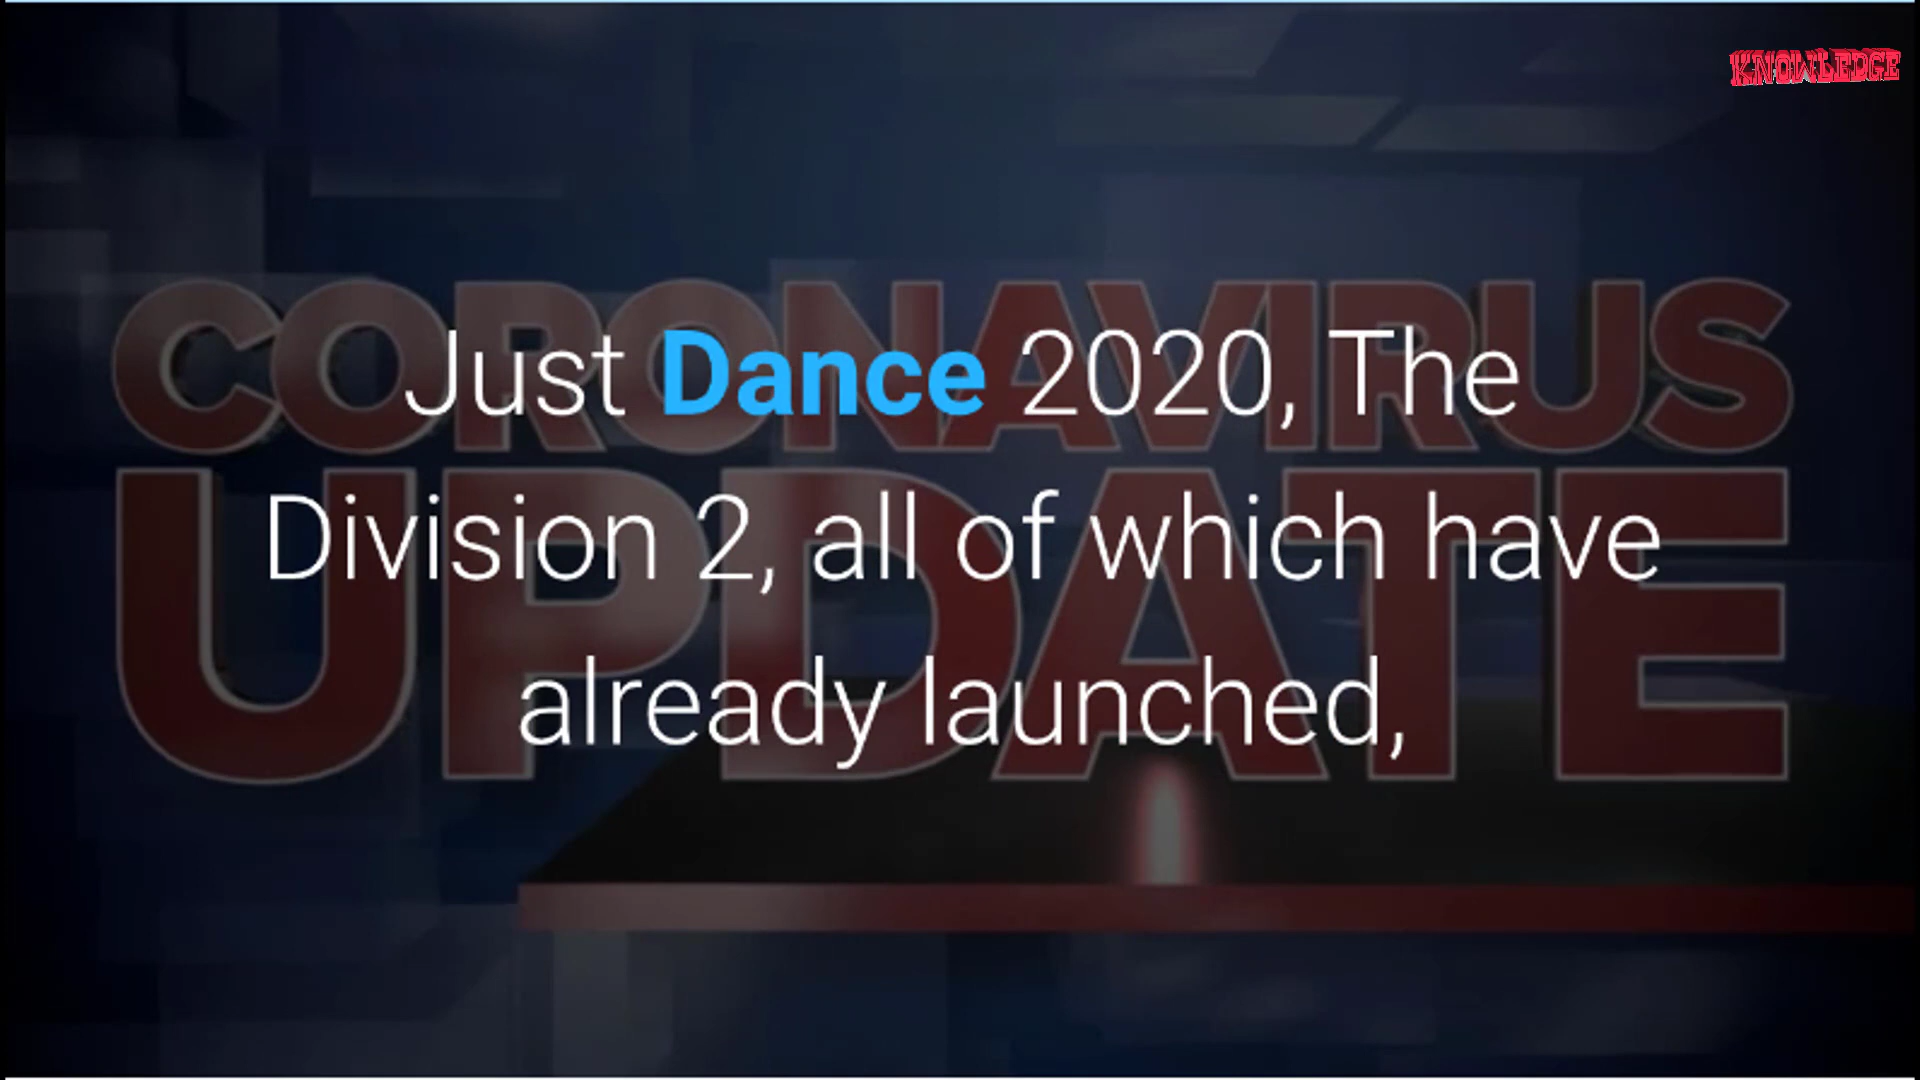 KNOWLEDGE
CORONAVIRUS
UPDATE
Just Dance 2020, The
Division 2, all of which have
already launched,